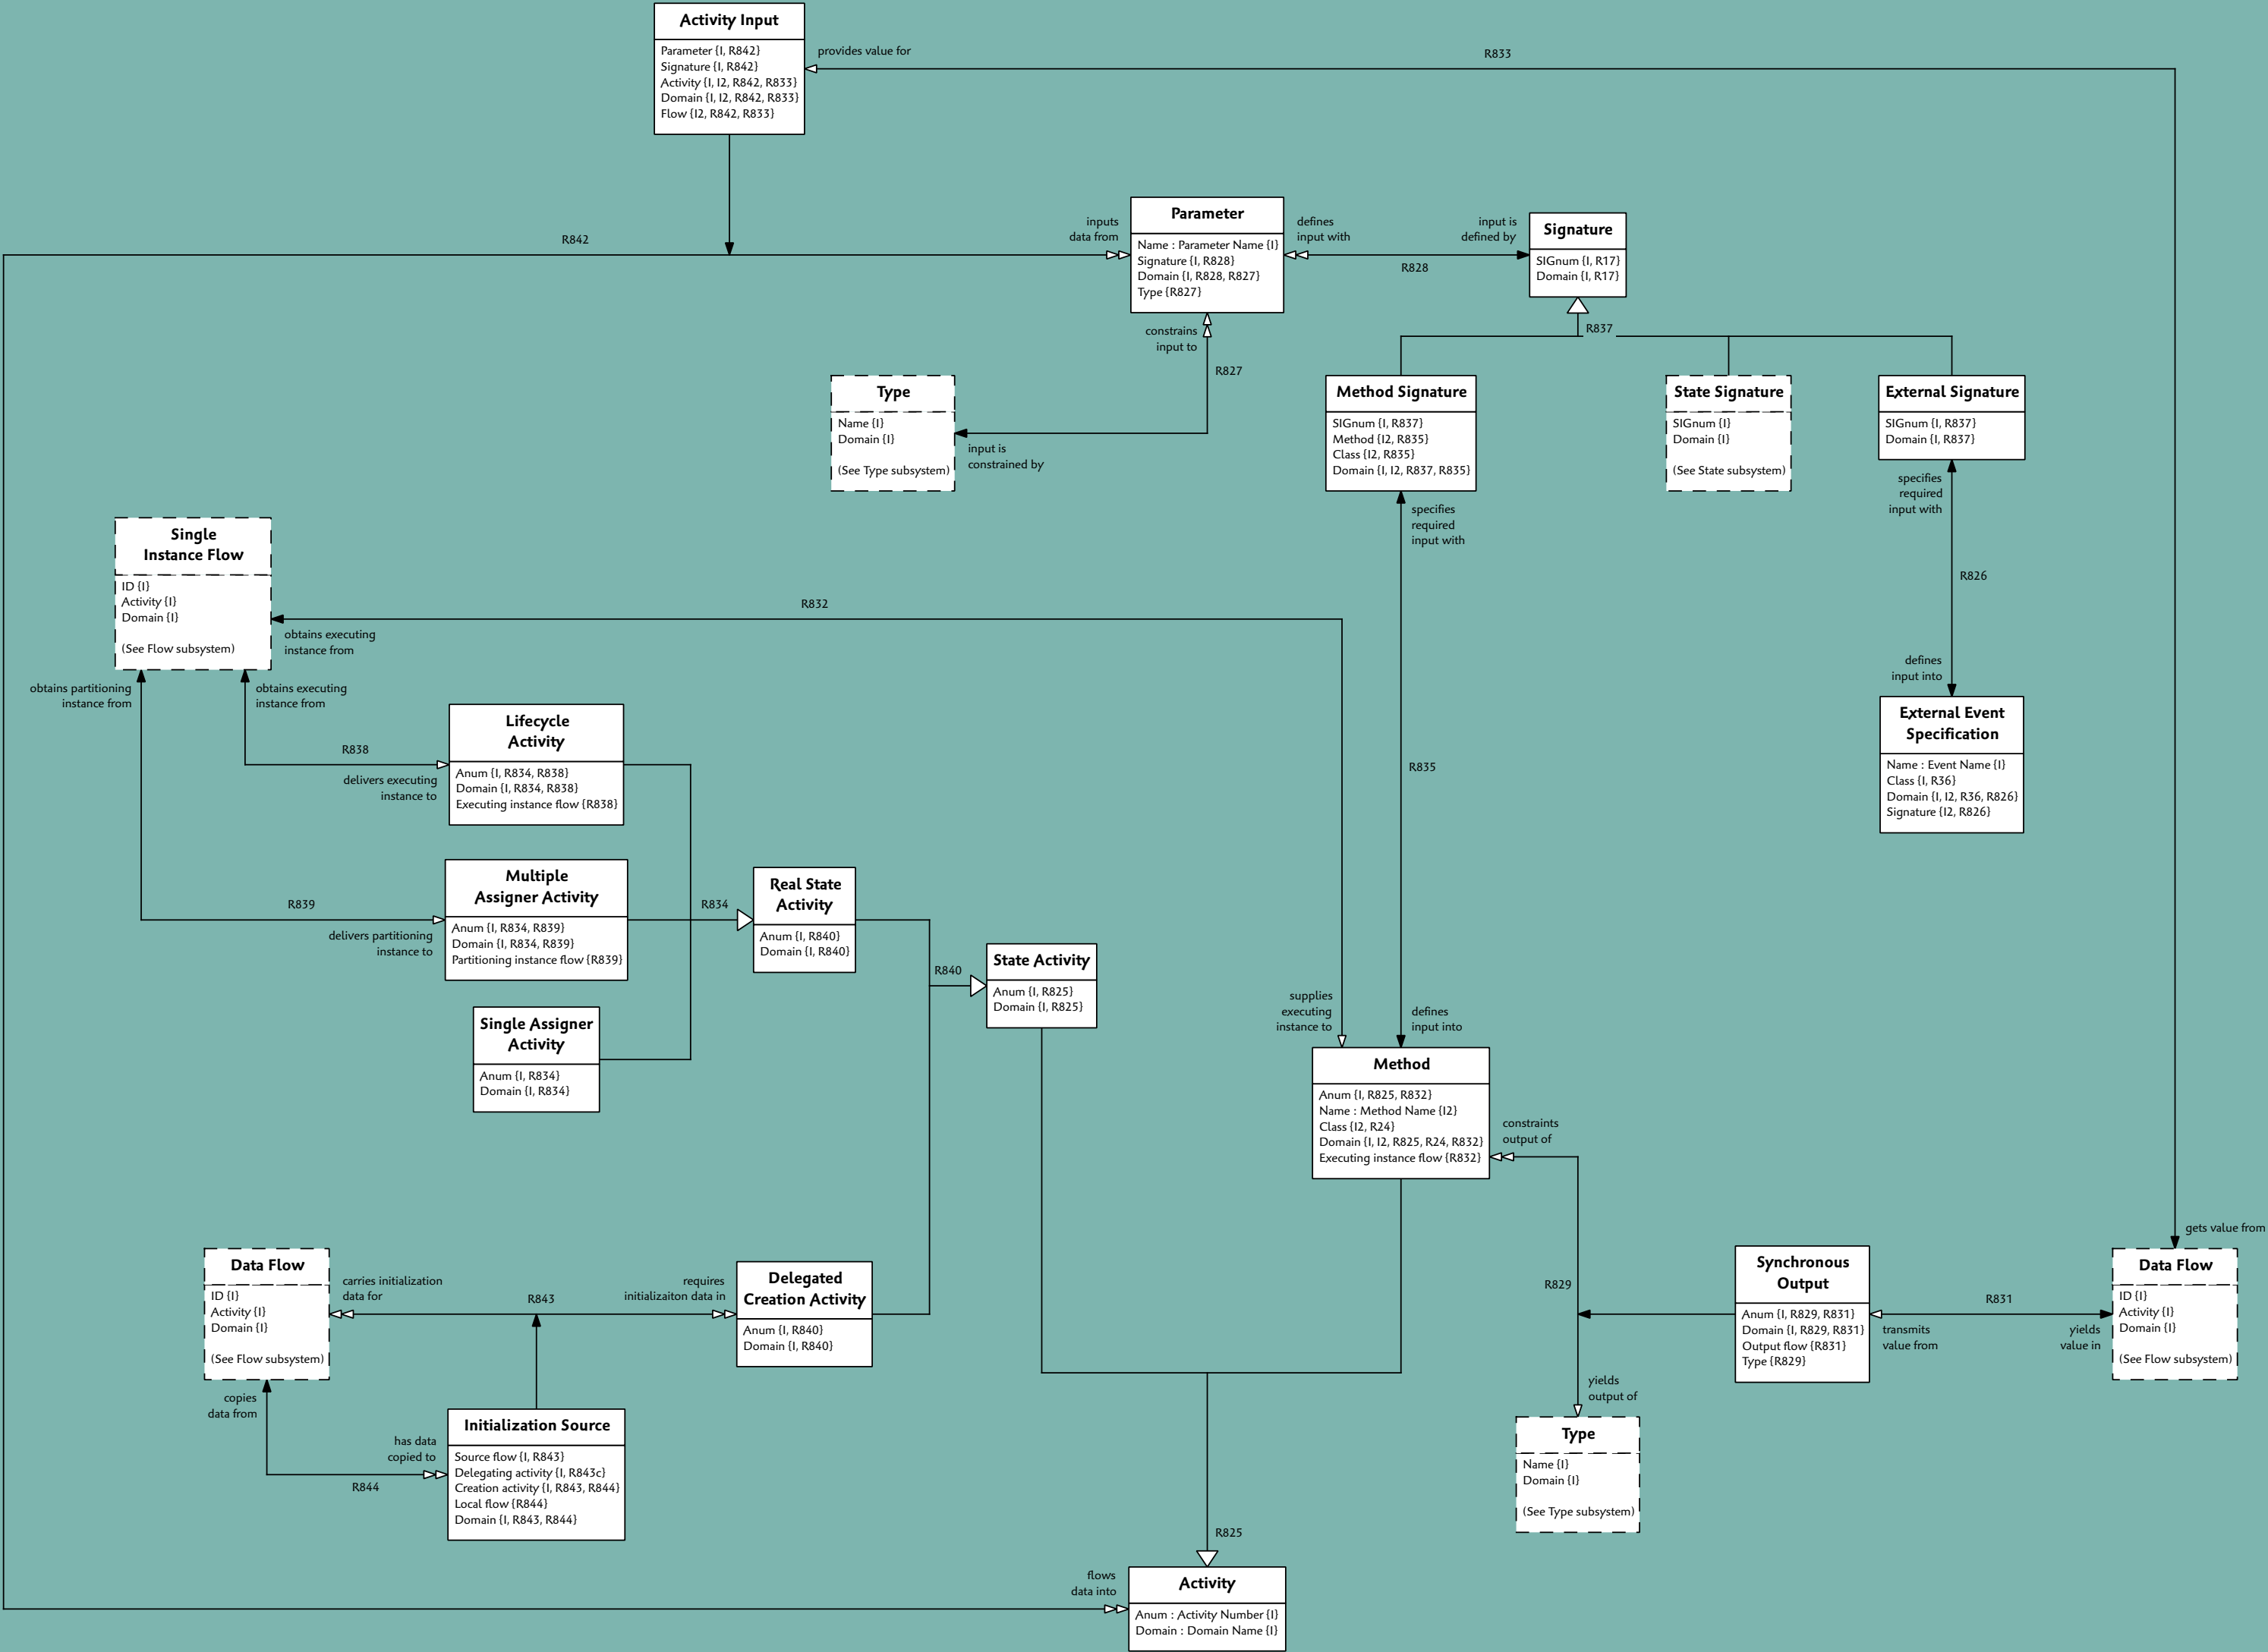 Activity Input
Parameter {I, R842}
Signature {I, R842}
Activity {I, I2, R842, R833}
Domain {I, I2, R842, R833}
Flow {I2, R842, R833}
provides value for
R833
R842
inputs
data from
Parameter
Name : Parameter Name {I}
Signature {I, R828}
Domain {I, R828, R827}
Type {R827}
defines
input with
R828
input is
defined by
Signature
SIGnum {I, R17}
Domain {I, R17}
R837
constrains
input to
R827
Type
Name {I}
Domain {I}
(See Type subsystem)
input is
constrained by
Method Signature
SIGnum {I, R837}
Method {I2, R835}
Class {I2, R835}
Domain {I, I2, R837, R835}
State Signature
SIGnum {I}
Domain {I}
(See State subsystem)
External Signature
SIGnum {I, R837}
Domain {I, R837}
specifies
required
input with
specifies
required
input with
R826
defines
input into
External Event
Specification
Name : Event Name {I}
Class {I, R36}
Domain {I, I2, R36, R826}
Signature {I2, R826}
Single
Instance Flow
ID {I}
Activity {I}
Domain {I}
(See Flow subsystem)
R832
obtains executing
instance from
obtains partitioning
instance from
obtains executing
instance from
R838
delivers executing
instance to
Lifecycle
Activity
Anum {I, R834, R838}
Domain {I, R834, R838}
Executing instance flow {R838}
R835
R839
delivers partitioning
instance to
Multiple
Assigner Activity
Anum {I, R834, R839}
Domain {I, R834, R839}
Partitioning instance flow {R839}
R834
Real State
Activity
Anum {I, R840}
Domain {I, R840}
R840
State Activity
Anum {I, R825}
Domain {I, R825}
Single Assigner
Activity
Anum {I, R834}
Domain {I, R834}
supplies
executing
instance to
defines
input into
Method
Anum {I, R825, R832}
Name : Method Name {I2}
Class {I2, R24}
Domain {I, I2, R825, R24, R832}
Executing instance flow {R832}
constraints
output of
R829
yields
output of
gets value from
Data Flow
ID {I}
Activity {I}
Domain {I}
(See Flow subsystem)
carries initialization
data for
R843
requires
initializaiton data in
Delegated
Creation Activity
Anum {I, R840}
Domain {I, R840}
Synchronous
Output
Anum {I, R829, R831}
Domain {I, R829, R831}
Output flow {R831}
Type {R829}
R831
transmits
value from
yields
value in
Data Flow
ID {I}
Activity {I}
Domain {I}
(See Flow subsystem)
copies
data from
has data
copied to
R844
Initialization Source
Source flow {I, R843}
Delegating activity {I, R843c}
Creation activity {I, R843, R844}
Local flow {R844}
Domain {I, R843, R844}
Type
Name {I}
Domain {I}
(See Type subsystem)
R825
flows
data into
Activity
Anum : Activity Number {I}
Domain : Domain Name {I}